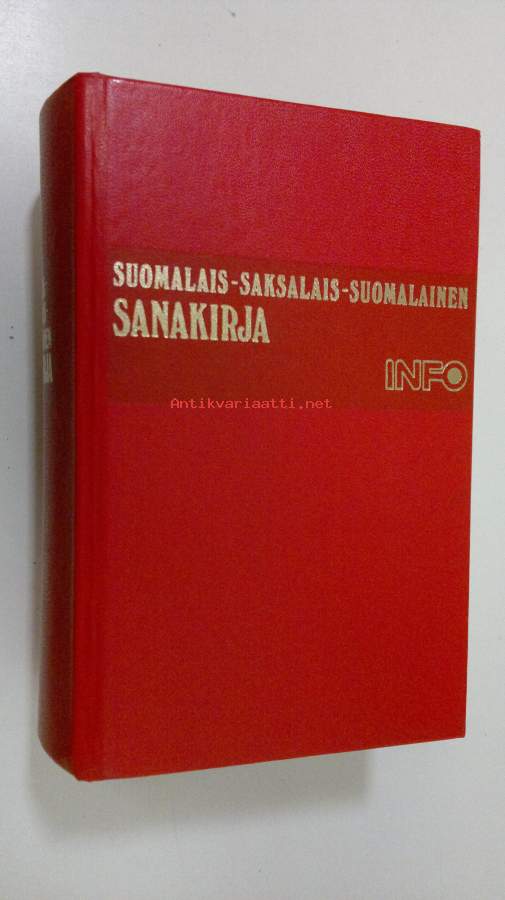 SUOMALAIS-SAKSALAIS-SUOMALAINEN
SANAKIRJA
INFO
Antikvariaatti.net